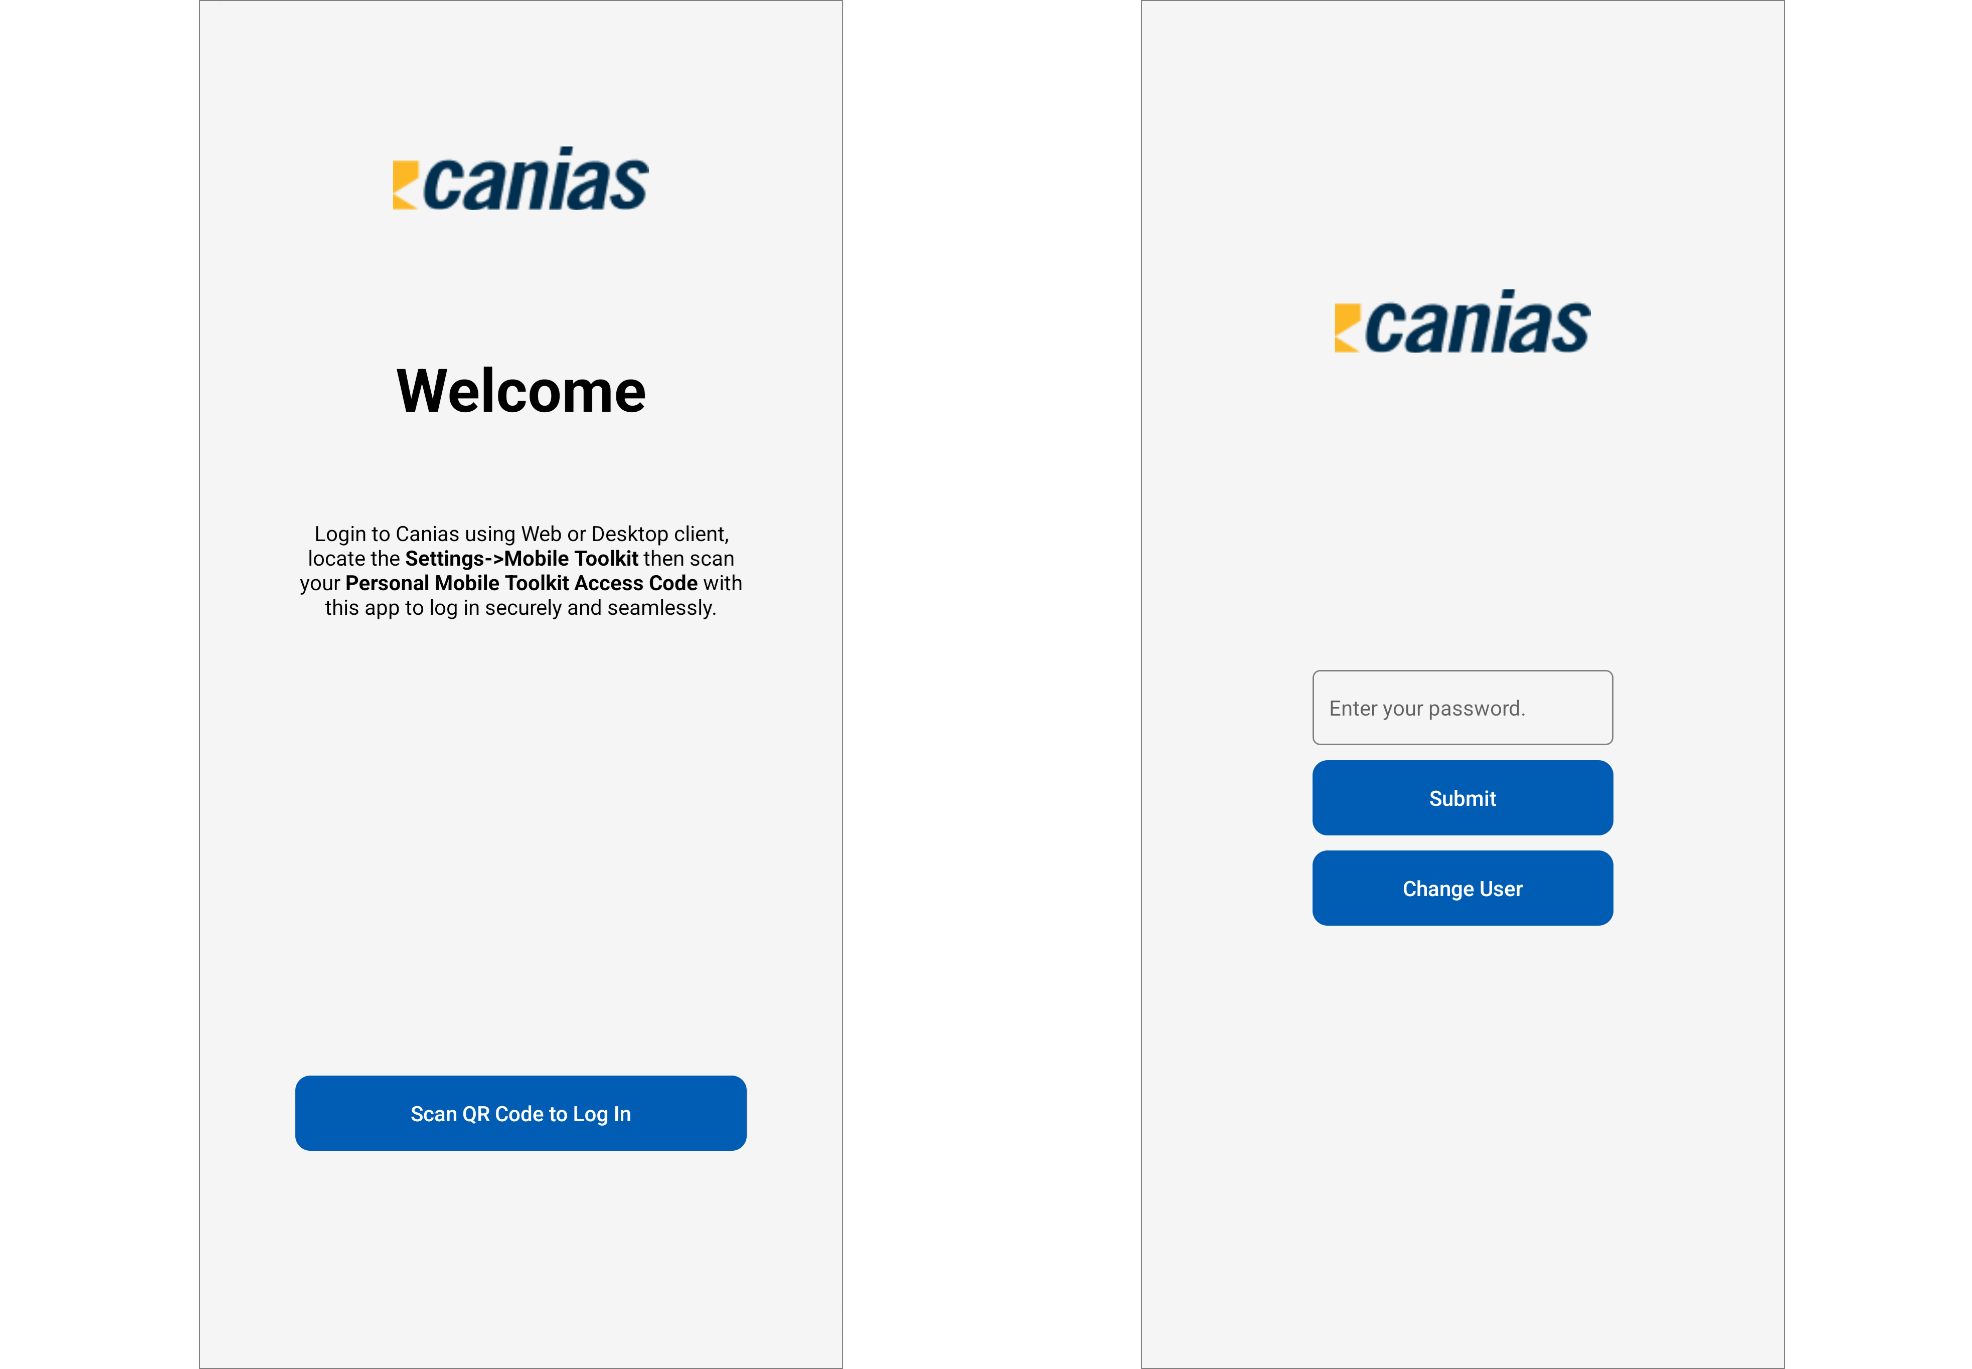 canias
Welcome
Login to Canias using Web or Desktop client,
locate the Settings->Mobile Toolkit then scan
your Personal Mobile Toolkit Access Code with
this app to log in securely and seamlessly.
Scan QR Code to Log In
canias
Enter your password.
Submit
Change User